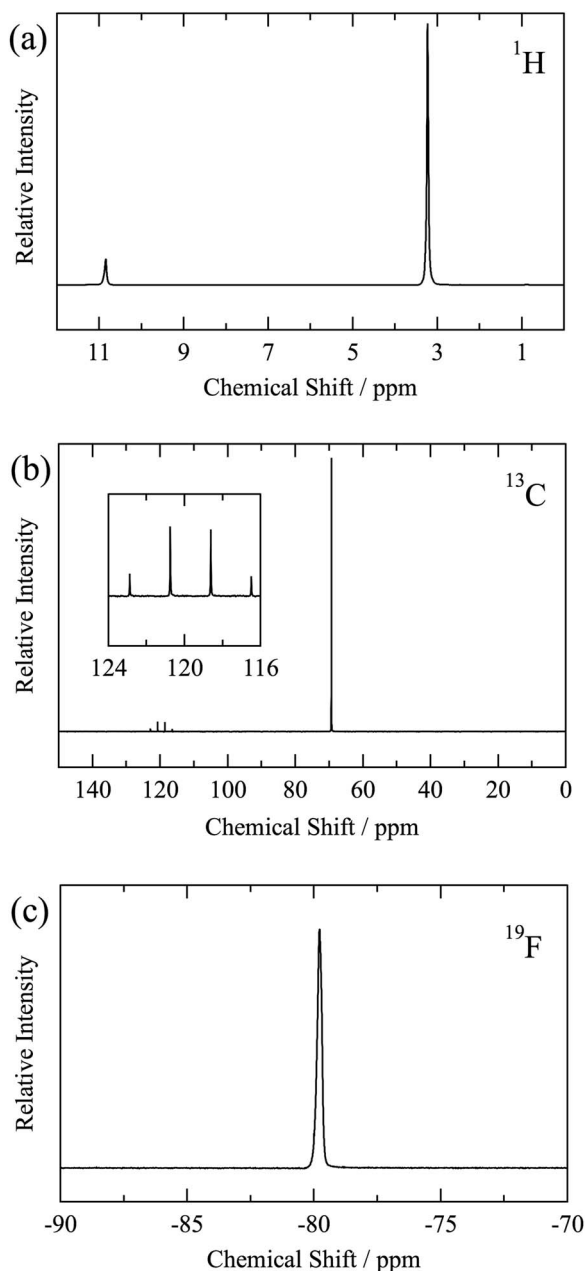 (a)
¹H
Relative Intensity
11 9 7 5 3 1
Chemical Shift / ppm
(b)
¹³C
Relative Intensity
124 120 116
140 120 100 80 60 40 20 0
Chemical Shift / ppm
(c)
¹⁹F
Relative Intensity
-90 -85 -80 -75 -70
Chemical Shift / ppm